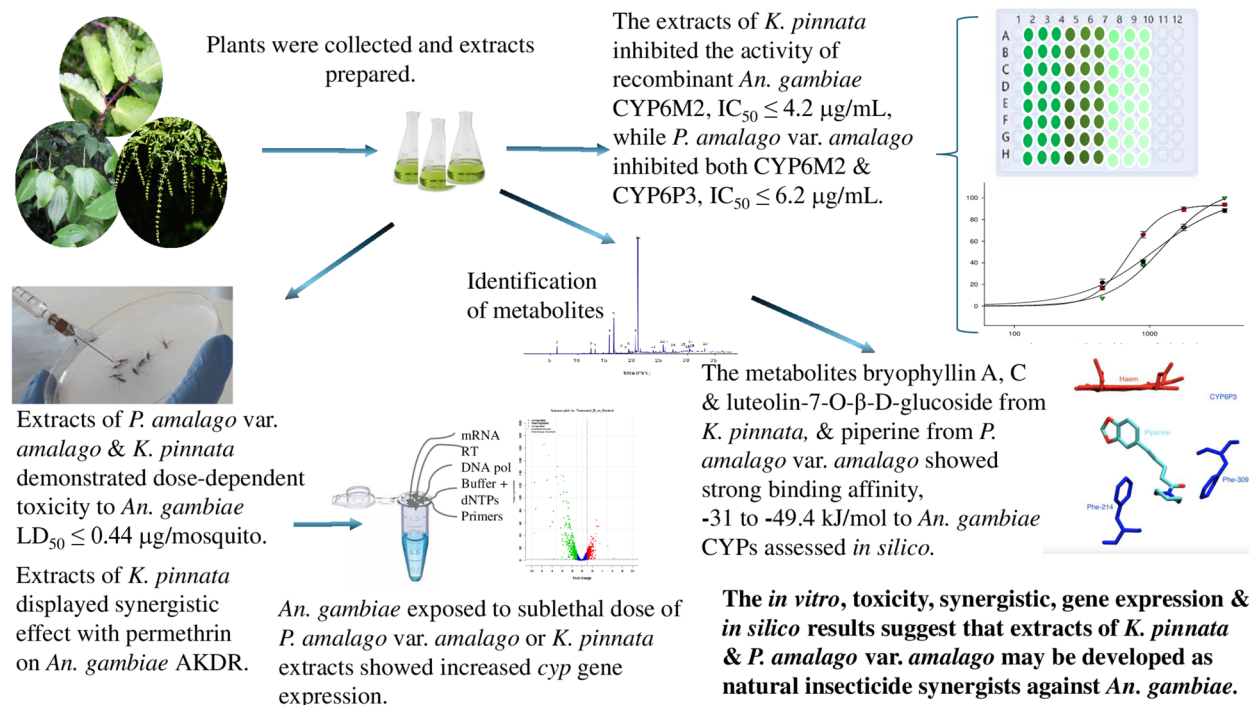 Plants were collected and extracts
prepared.
The extracts of K. pinnata
inhibited the activity of
recombinant An. gambiae
CYP6M2, IC50 ≤ 4.2 μg/mL,
while P. amalago var. amalago
inhibited both CYP6M2 &
CYP6P3, IC50 ≤ 6.2 μg/mL.
1 2 3 4 5 6 7 8 9 10 11 12
A
B
C
D
E
F
G
H
100
80
60
40
20
0
100 1000
Identification
of metabolites
5 10 15 20 25 30 35
Extracts of P. amalago var.
amalago & K. pinnata
demonstrated dose-dependent
toxicity to An. gambiae
LD50 ≤ 0.44 μg/mosquito.
Extracts of K. pinnata
displayed synergistic
effect with permethrin
on An. gambiae AKDR.
mRNA
RT
DNA pol
Buffer +
dNTPs
Primers
An. gambiae exposed to sublethal dose of
P. amalago var. amalago or K. pinnata
extracts showed increased cyp gene
expression.
The metabolites bryophyllin A, C
& luteolin-7-O-β-D-glucoside from
K. pinnata, & piperine from P.
amalago var. amalago showed
strong binding affinity,
-31 to -49.4 kJ/mol to An. gambiae
CYPs assessed in silico.
Haem
CYP6P3
Piperine
Phe-309
Phe-214
The in vitro, toxicity, synergistic, gene expression &
in silico results suggest that extracts of K. pinnata
& P. amalago var. amalago may be developed as
natural insecticide synergists against An. gambiae.